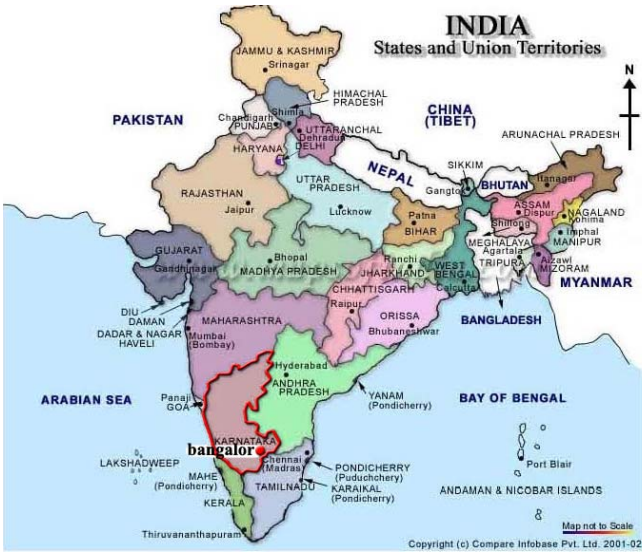 INDIA
States and Union Territories
N
JAMMU & KASHMIR
Srinagar
HIMACHAL
PRADESH
PAKISTAN
CHINA
(TIBET)
Shimla
Chandigarh
PUNJAB
UTTARANCHAL
Dehradun
HARYANA
DELHI
ARUNACHAL PRADESH
NEPAL
SIKKIM
Gangtok
BHUTAN
Itanagar
RAJASTHAN
Jaipur
UTTAR
PRADESH
Lucknow
Patna
BIHAR
ASSAM
Dispur
NAGALAND
Kohima
Shillong
MEGHALAYA
Imphal
MANIPUR
Agartala
TRIPURA
Aizawl
MIZORAM
GUJARAT
Gandhinagar
Bhopal
MADHYA PRADESH
Ranchi
JHARKHAND
WEST
BENGAL
Calcutta
MYANMAR
CHHATTISGARH
Raipur
ORISSA
Bhubaneshwar
BANGLADESH
DIU
DAMAN
DADAR & NAGAR
HAVELI
MAHARASHTRA
Mumbai
(Bombay)
Hyderabad
ANDHRA
PRADESH
YANAM
(Pondicherry)
ARABIAN SEA
BAY OF BENGAL
Panaji
GOA
KARNATAKA
bangalor
Chennai
(Madras)
LAKSHADWEEP
MAHE
(Pondicherry)
PONDICHERRY
(Puduchery)
KARAIKAL
(Pondicherry)
TAMILNADU
KERALA
Port Blair
ANDAMAN & NICOBAR ISLANDS
Thiruvananthapuram
Map not to Scale
Copyright (c) Compare Infobase Pvt. Ltd. 2001-02